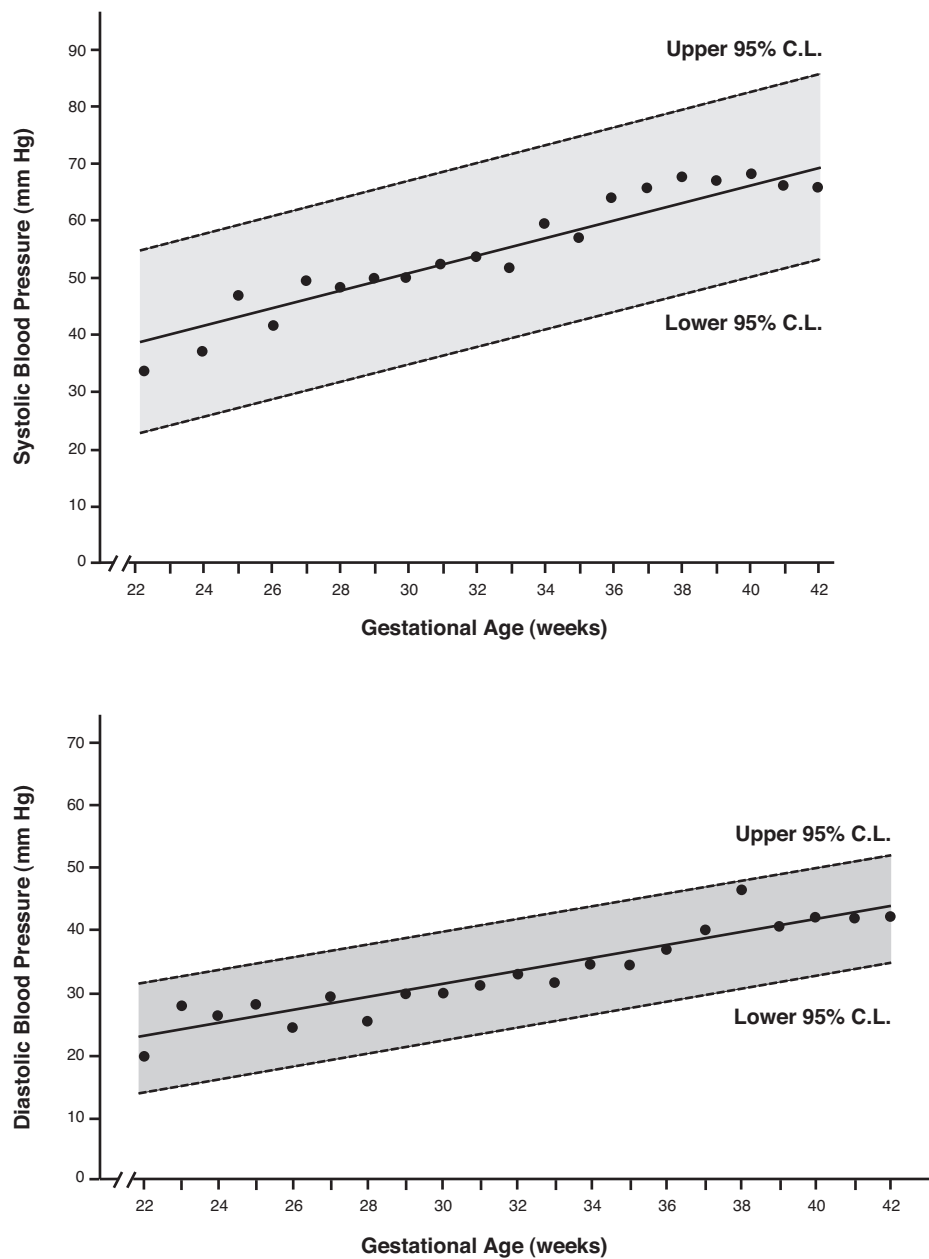 90
Upper 95% C.L.
80
70
60
50
40
Lower 95% C.L.
30
20
10
0
Systolic Blood Pressure (mm Hg)
22 24 26 28 30 32 34 36 38 40 42
Gestational Age (weeks)
70
60
Upper 95% C.L.
50
40
30
Lower 95% C.L.
20
10
0
Diastolic Blood Pressure (mm Hg)
22 24 26 28 30 32 34 36 38 40 42
Gestational Age (weeks)